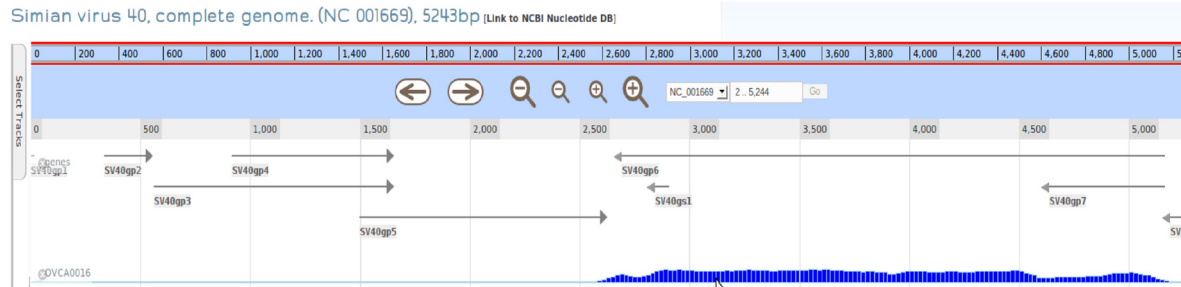 Simian virus 40, complete genome. (NC 001669), 5243bp [Link to NCBI Nucleotide DB]
0 200 400 600 800 1,000 1,200 1,400 1,600 1,800 2,000 2,200 2,400 2,600 2,800 3,000 3,200 3,400 3,600 3,800 4,000 4,200 4,400 4,600 4,800 5,000 5
Select Tracks
NC_001669 2 .. 5,244 Go
0 500 1,000 1,500 2,000 2,500 3,000 3,500 4,000 4,500 5,000
genes
SV40gp1 SV40gp2 SV40gp4 SV40gp6
SV40gp3 SV40gs1 SV40gp7
SV40gp5 SV
OVCA0016